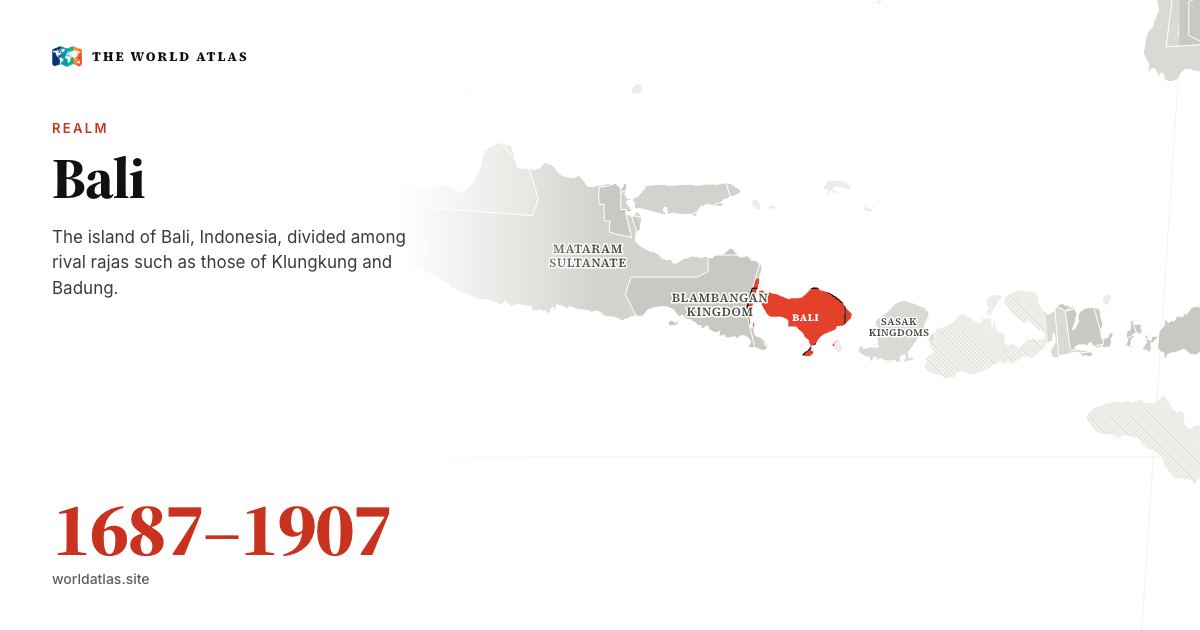 THE WORLD ATLAS
REALM
Bali
The island of Bali, Indonesia, divided among
rival rajas such as those of Klungkung and
Badung.
MATARAM
SULTANATE
BLAMBANGAN
KINGDOM
BALI
SASAK
KINGDOMS
1687–1907
worldatlas.site